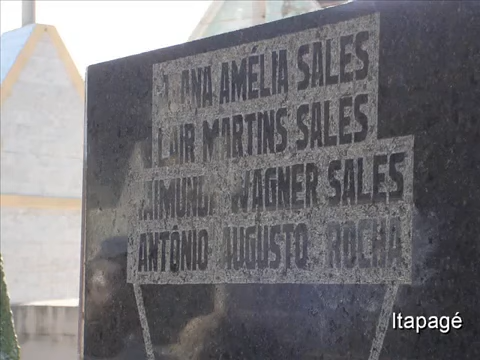 ANA AMÉLIA SALES
LAIR MARTINS SALES
WAGNER SALES
ANTÔNIO AUGUSTO ROCHA
Itapagé